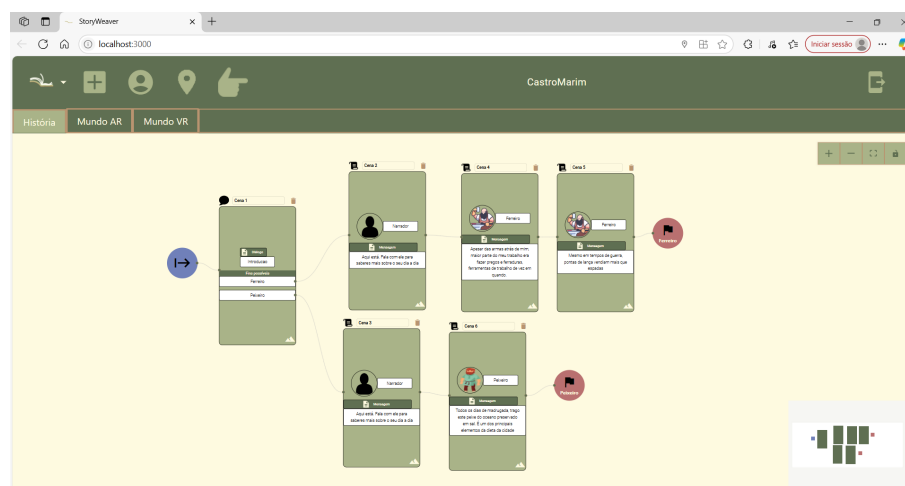 StoryWeaver
localhost:3000
Iniciar sessão
CastroMarim
História
Mundo AR
Mundo VR
Cena 1
Diálogo
Introducao
Fins possíveis
Ferreiro
Peixeiro
Cena 2
Narrador
Mensagem
Aqui está. Fala com ele para
saberes mais sobre o seu dia a dia
Cena 4
Ferreiro
Mensagem
Apesar das armas atrás de mim,
maior parte do meu trabalho era
fazer pregos e ferraduras,
ferramentas de trabalho de vez em
quando
Cena 5
Ferreiro
Mensagem
Mesmo em tempos de guerra,
pontas de lança vendiam mais que
espadas
Ferreiro
Cena 3
Narrador
Mensagem
Aqui está. Fala com ele para
saberes mais sobre o seu dia a dia
Cena 6
Peixeiro
Mensagem
Todos os dias de madrugada, trago
este peixe do oceano preservado
em sal. É um dos principais
elementos da dieta da cidade
Peixeiro